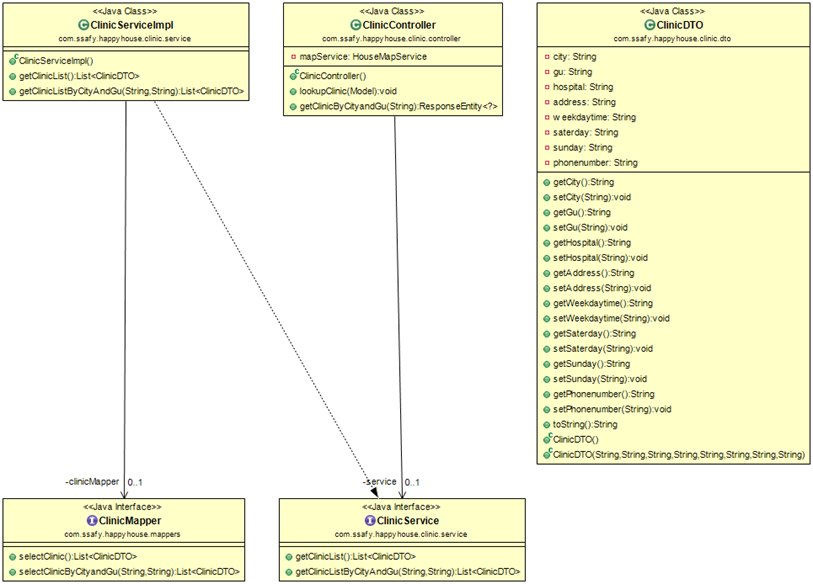 <<Java Class>>
ClinicServiceImpl
com.ssafy.happyhouse.clinic.service
ClinicServiceImpl()
getClinicList():List<ClinicDTO>
getClinicListByCityAndGu(String,String):List<ClinicDTO>
<<Java Class>>
ClinicController
com.ssafy.happyhouse.clinic.controller
mapService: HouseMapService
ClinicController()
lookupClinic(Model):void
getClinicByCityandGu(String):ResponseEntity<?>
<<Java Class>>
ClinicDTO
com.ssafy.happyhouse.clinic.dto
city: String
gu: String
hospital: String
address: String
weekdaytime: String
saterday: String
sunday: String
phonenumber: String
getCity():String
setCity(String):void
getGu():String
setGu(String):void
getHospital():String
setHospital(String):void
getAddress():String
setAddress(String):void
getWeekdaytime():String
setWeekdaytime(String):void
getSaterday():String
setSaterday(String):void
getSunday():String
setSunday(String):void
getPhonenumber():String
setPhonenumber(String):void
toString():String
ClinicDTO()
ClinicDTO(String,String,String,String,String,String,String,String)
-clinicMapper 0..1
-service 0..1
<<Java Interface>>
ClinicMapper
com.ssafy.happyhouse.mappers
selectClinic():List<ClinicDTO>
selectClinicByCityandGu(String,String):List<ClinicDTO>
<<Java Interface>>
ClinicService
com.ssafy.happyhouse.clinic.service
getClinicList():List<ClinicDTO>
getClinicListByCityAndGu(String,String):List<ClinicDTO>